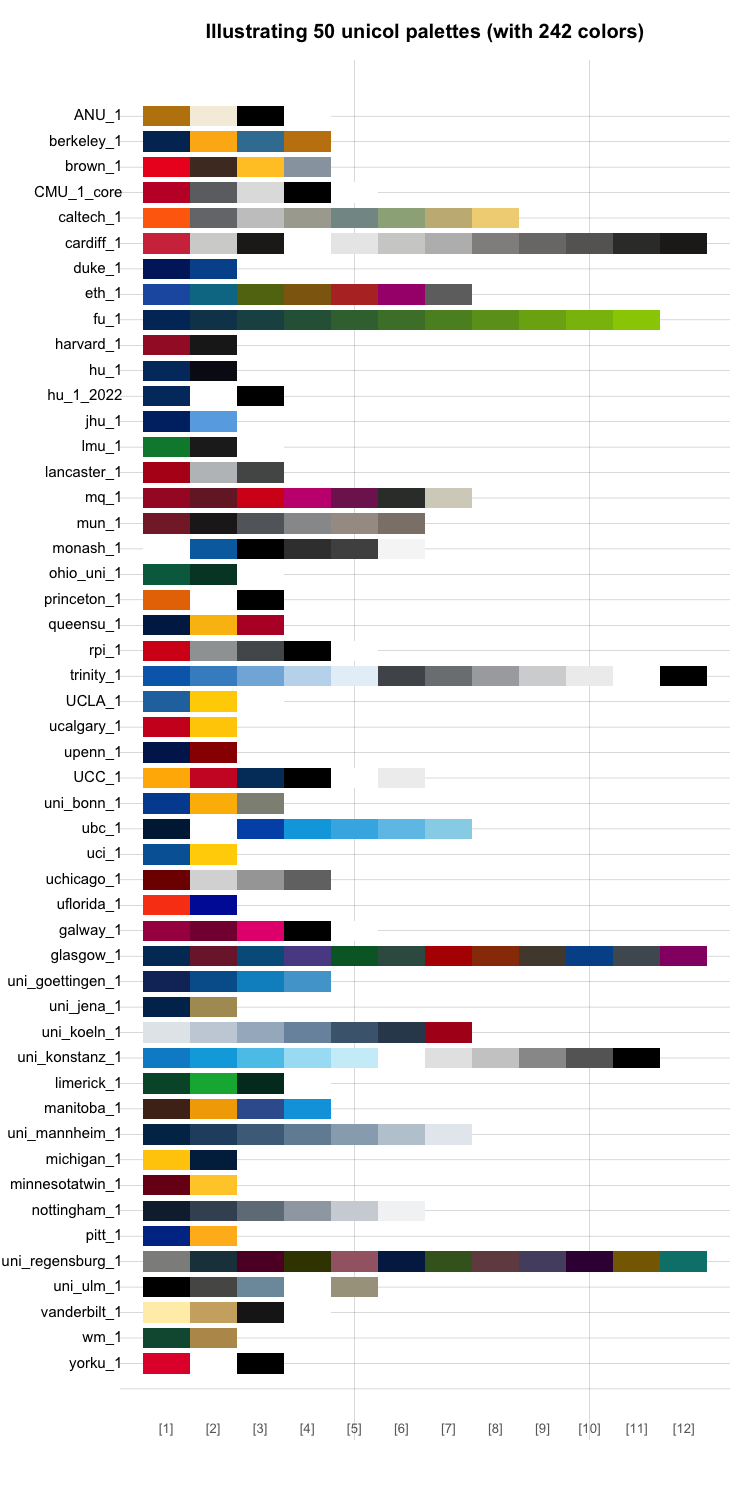 Illustrating 50 unicol palettes (with 242 colors)
ANU_1
berkeley_1
brown_1
CMU_1_core
caltech_1
cardiff_1
duke_1
eth_1
fu_1
harvard_1
hu_1
hu_1_2022
jhu_1
lmu_1
lancaster_1
mq_1
mun_1
monash_1
ohio_uni_1
princeton_1
queensu_1
rpi_1
trinity_1
UCLA_1
ucalgary_1
upenn_1
UCC_1
uni_bonn_1
ubc_1
uci_1
uchicago_1
uflorida_1
galway_1
glasgow_1
uni_goettingen_1
uni_jena_1
uni_koeln_1
uni_konstanz_1
limerick_1
manitoba_1
uni_mannheim_1
michigan_1
minnesotatwin_1
nottingham_1
pitt_1
uni_regensburg_1
uni_ulm_1
vanderbilt_1
wm_1
yorku_1
[1] [2] [3] [4] [5] [6] [7] [8] [9] [10] [11] [12]